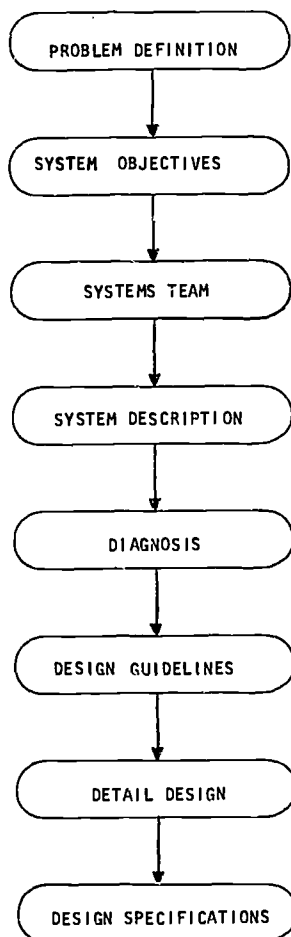 PROBLEM DEFINITION
SYSTEM OBJECTIVES
SYSTEMS TEAM
SYSTEM DESCRIPTION
DIAGNOSIS
DESIGN GUIDELINES
DETAIL DESIGN
DESIGN SPECIFICATIONS